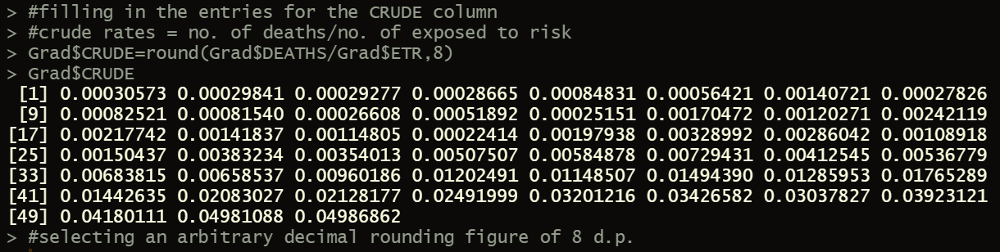 > #filling in the entries for the CRUDE column
> #crude rates = no. of deaths/no. of exposed to risk
> Grad$CRUDE=round(Grad$DEATHS/Grad$ETR,8)
> Grad$CRUDE
 [1] 0.00030573 0.00029841 0.00029277 0.00028665 0.00084831 0.00056421 0.00140721 0.00027826
 [9] 0.00082521 0.00081540 0.00026608 0.00051892 0.00025151 0.00170472 0.00120271 0.00242119
[17] 0.00217742 0.00141837 0.00114805 0.00022414 0.00197938 0.00328992 0.00286042 0.00108918
[25] 0.00150437 0.00383234 0.00354013 0.00507507 0.00584878 0.00729431 0.00412545 0.00536779
[33] 0.00683815 0.00658537 0.00960186 0.01202491 0.01148507 0.01494390 0.01285953 0.01765289
[41] 0.01442635 0.02083027 0.02128177 0.02491999 0.03201216 0.03426582 0.03037827 0.03923121
[49] 0.04180111 0.04981088 0.04986862
> #selecting an arbitrary decimal rounding figure of 8 d.p.